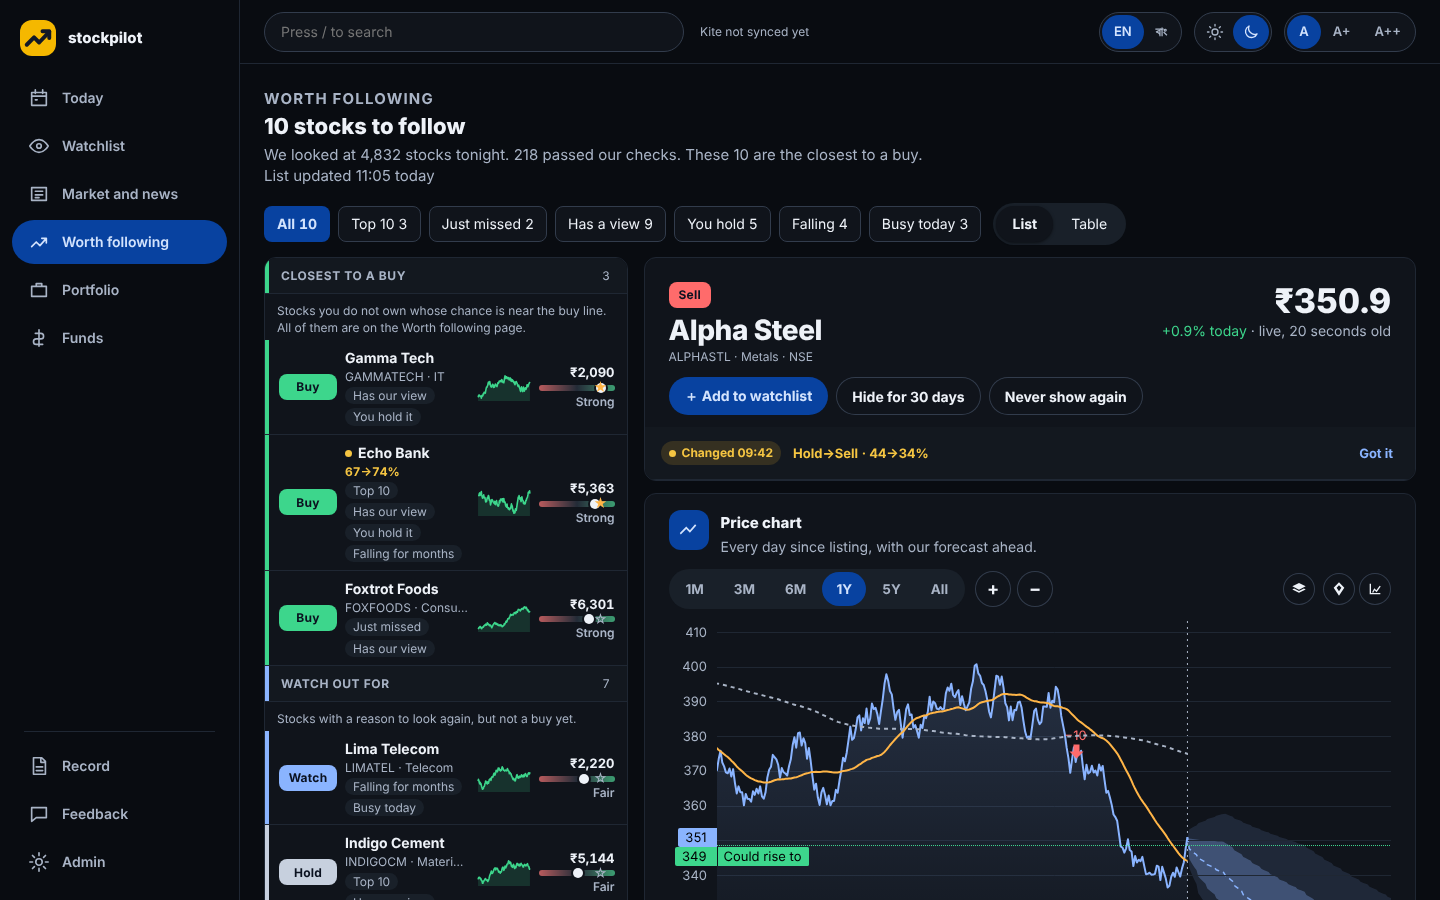 stockpilot
Press / to search
Kite not synced yet
EN
বাং
A
A+
A++
Today
Watchlist
Market and news
Worth following
Portfolio
Funds
Record
Feedback
Admin
WORTH FOLLOWING
10 stocks to follow
We looked at 4,832 stocks tonight. 218 passed our checks. These 10 are the closest to a buy.
List updated 11:05 today
All 10
Top 10 3
Just missed 2
Has a view 9
You hold 5
Falling 4
Busy today 3
List
Table
CLOSEST TO A BUY 3
Stocks you do not own whose chance is near the buy line.
All of them are on the Worth following page.
Buy
Gamma Tech
GAMMATECH · IT
Has our view
You hold it
₹2,090
Strong
Buy
Echo Bank
67→74%
Top 10
Has our view
You hold it
Falling for months
₹5,363
Strong
Buy
Foxtrot Foods
FOXFOODS · Consu...
Just missed
Has our view
₹6,301
Strong
WATCH OUT FOR 7
Stocks with a reason to look again, but not a buy yet.
Watch
Lima Telecom
LIMATEL · Telecom
Falling for months
Busy today
₹2,220
Fair
Hold
Indigo Cement
INDIGOCM · Materi...
Top 10
₹5,144
Fair
Sell
Alpha Steel
ALPHASTL · Metals · NSE
₹350.9
+0.9% today · live, 20 seconds old
+ Add to watchlist
Hide for 30 days
Never show again
Changed 09:42
Hold→Sell · 44→34%
Got it
Price chart
Every day since listing, with our forecast ahead.
1M
3M
6M
1Y
5Y
All
+
−
410
400
390
380
370
360
351
349 Could rise to
340
10